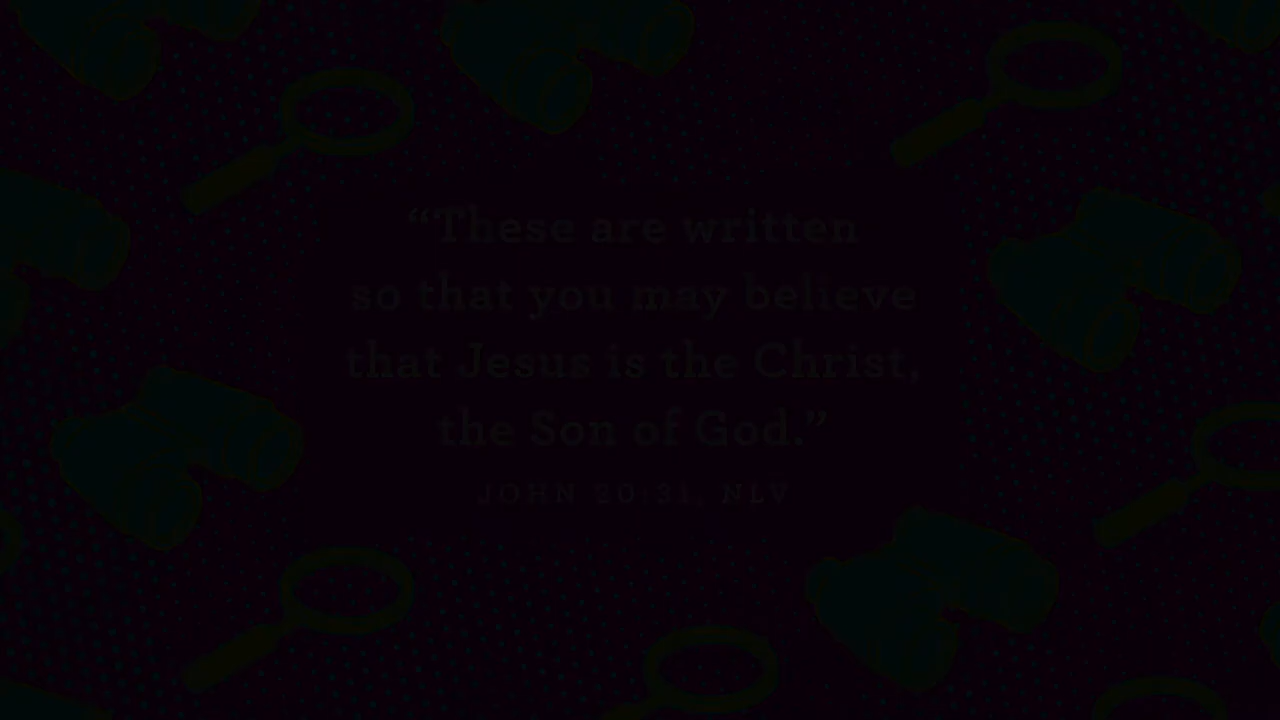 “These are written
so that you may believe
that Jesus is the Christ,
the Son of God.”
JOHN 20:31, NLV